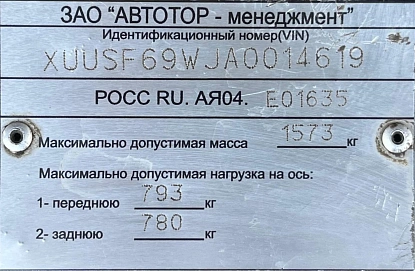 ЗАО "АВТОТОР - менеджмент"
Идентификационный номер(VIN)
XUUSF69WJA0014619
РОСС RU. АЯ04. E01635
Максимально допустимая масса 1573 кг
Максимально допустимая нагрузка на ось:
1- переднюю 793 кг
2- заднюю 780 кг